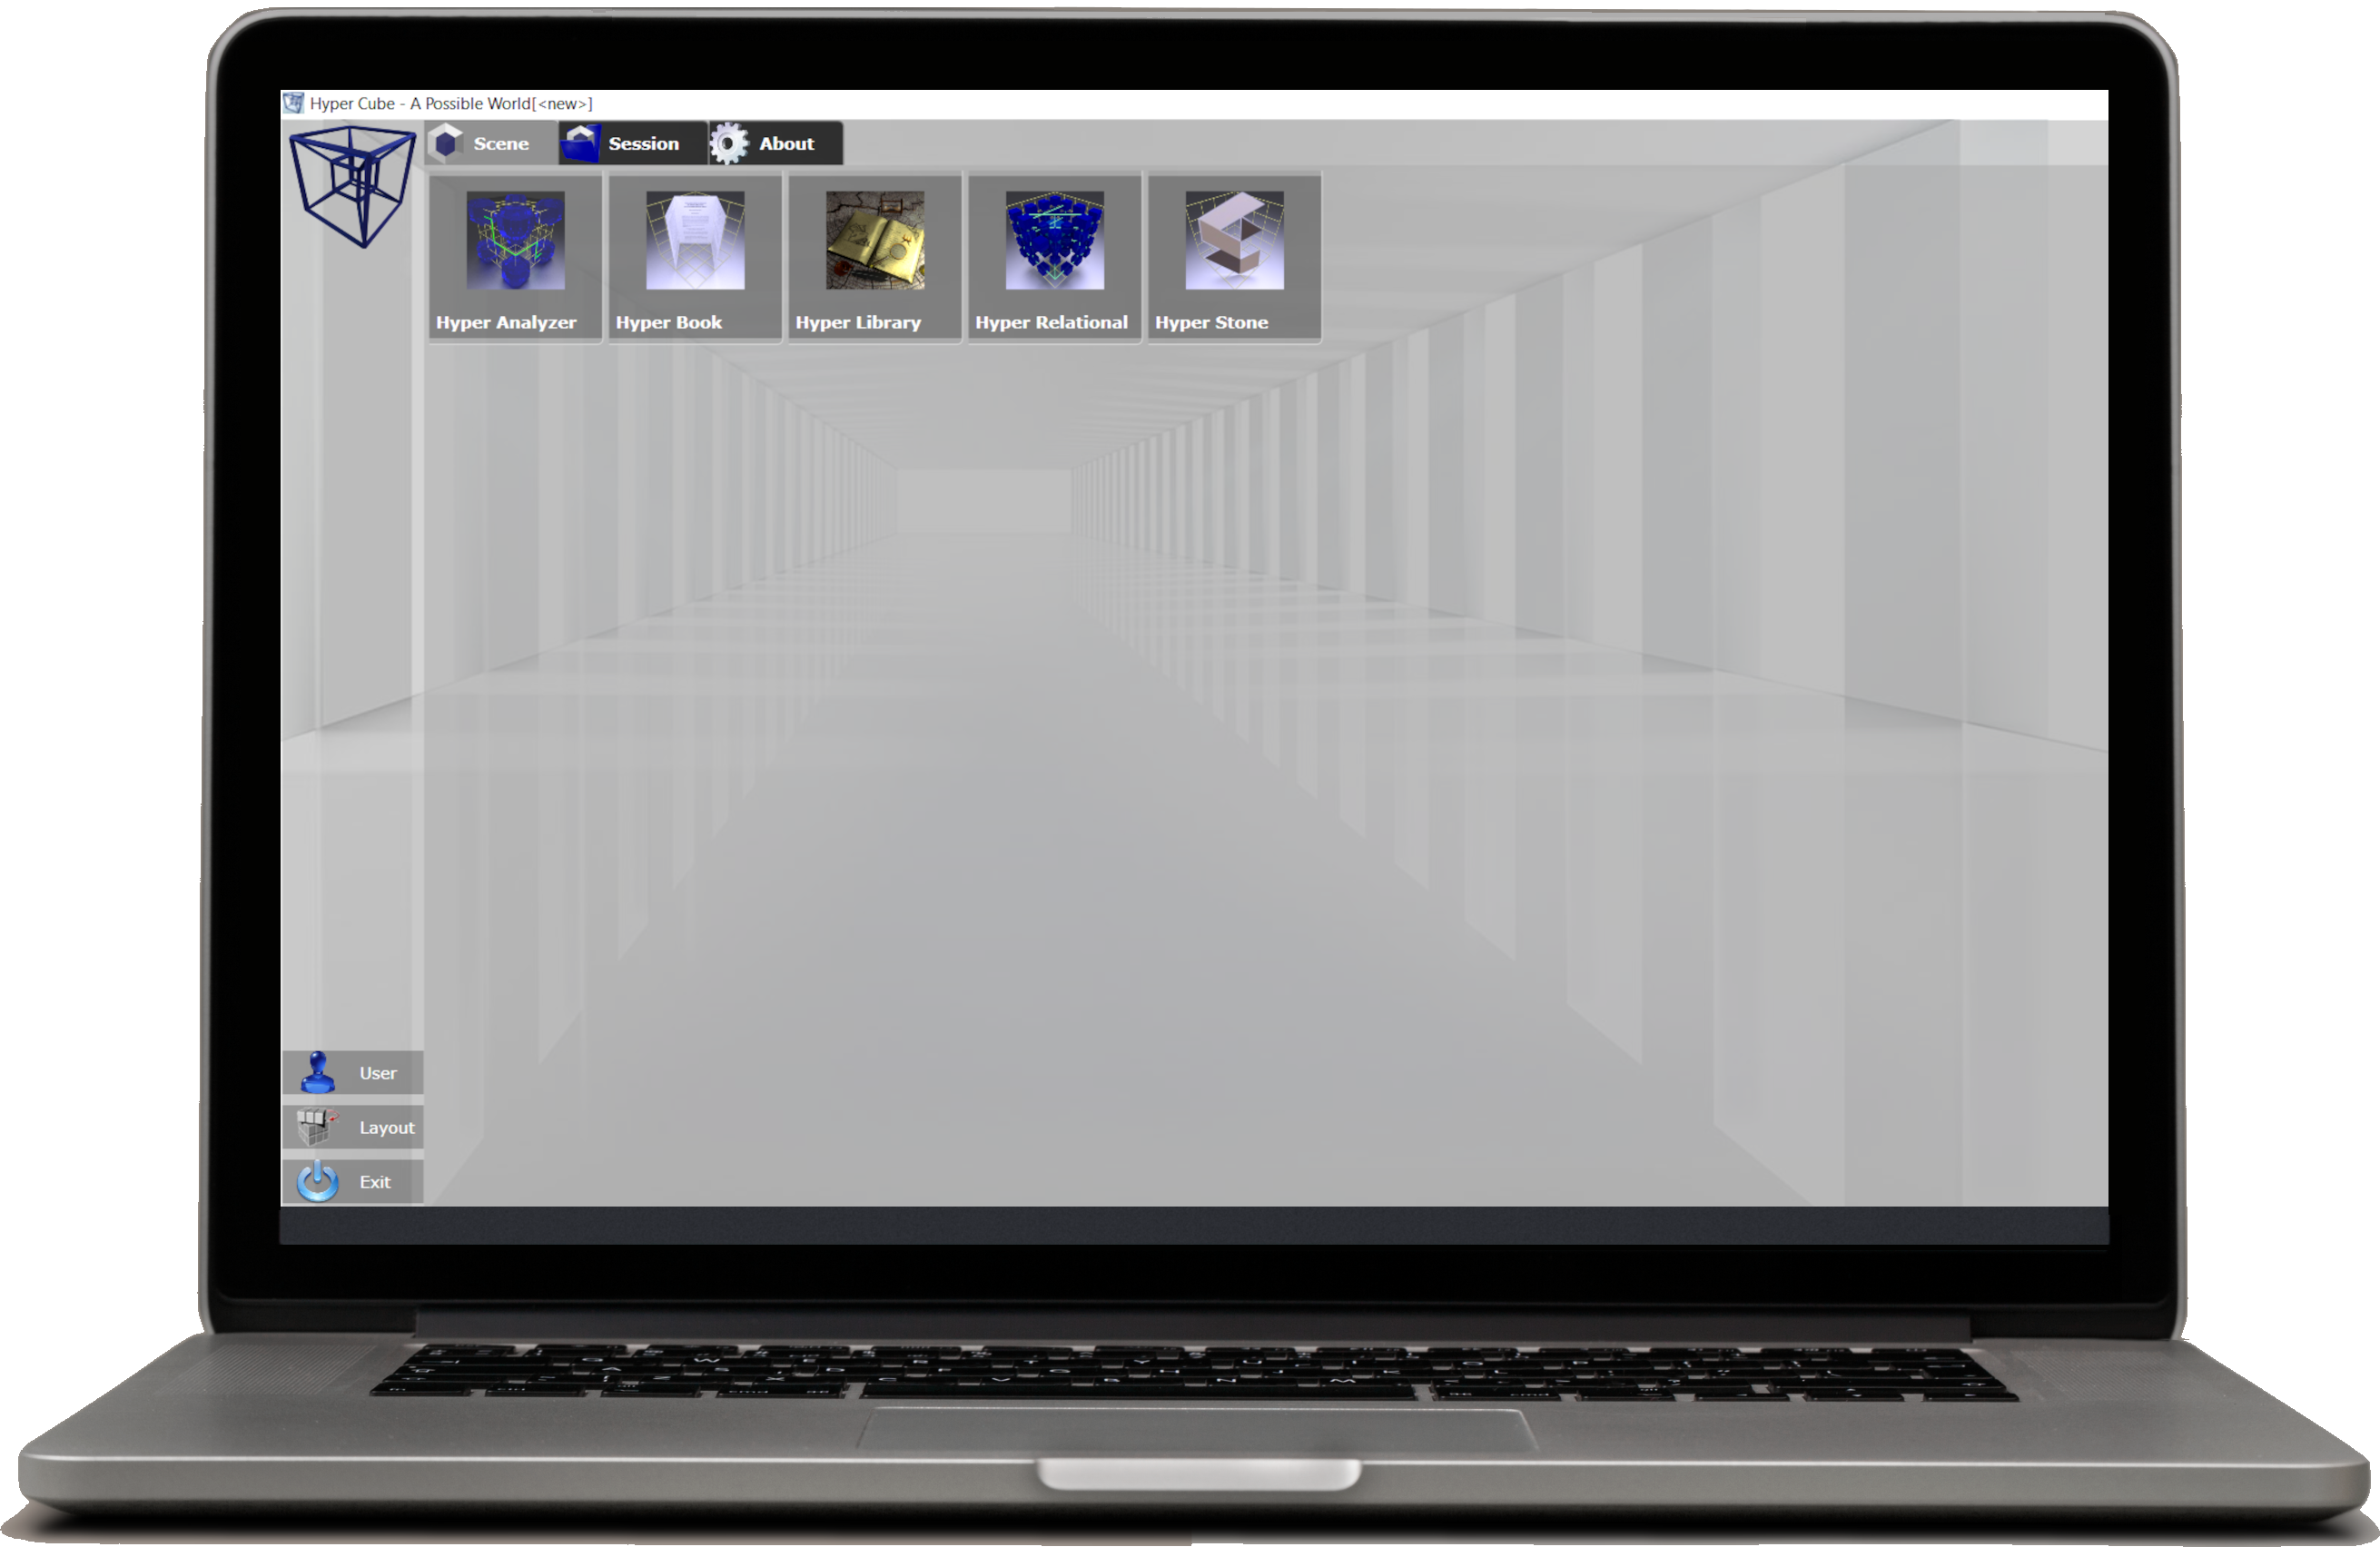 Hyper Cube - A Possible World[<new>]
Scene
Session
About
Hyper Analyzer
Hyper Book
Hyper Library
Hyper Relational
Hyper Stone
User
Layout
Exit